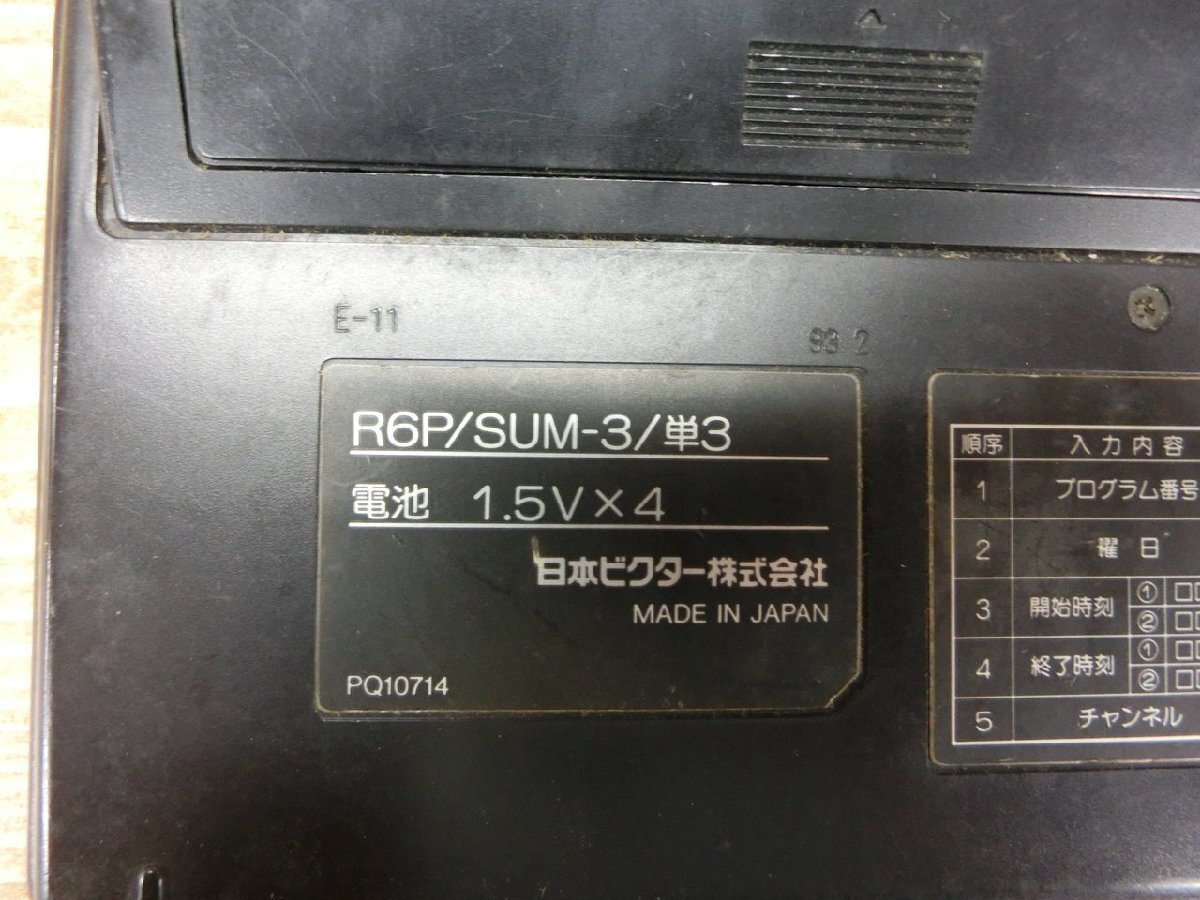 E-11
93 2
R6P/SUM-3/単3
電池 1.5V×4
日本ビクター株式会社
MADE IN JAPAN
PQ10714
順序 入力内容
1 プログラム番号
2 曜日
3 開始時刻 ① □□
② □□
4 終了時刻 ① □□
② □□
5 チャンネル